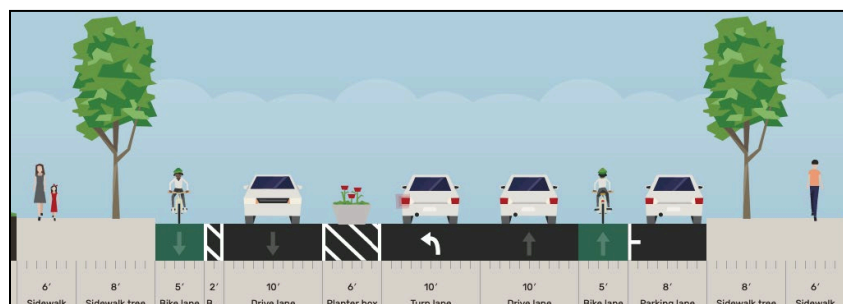 6' 8' 5' 2' 10' 6' 10' 10' 5' 8' 8' 6'
Sidewalk Sidewalk tree Bike lane B Drive lane Planter box Turn lane Drive lane Bike lane Parking lane Sidewalk tree Sidewalk